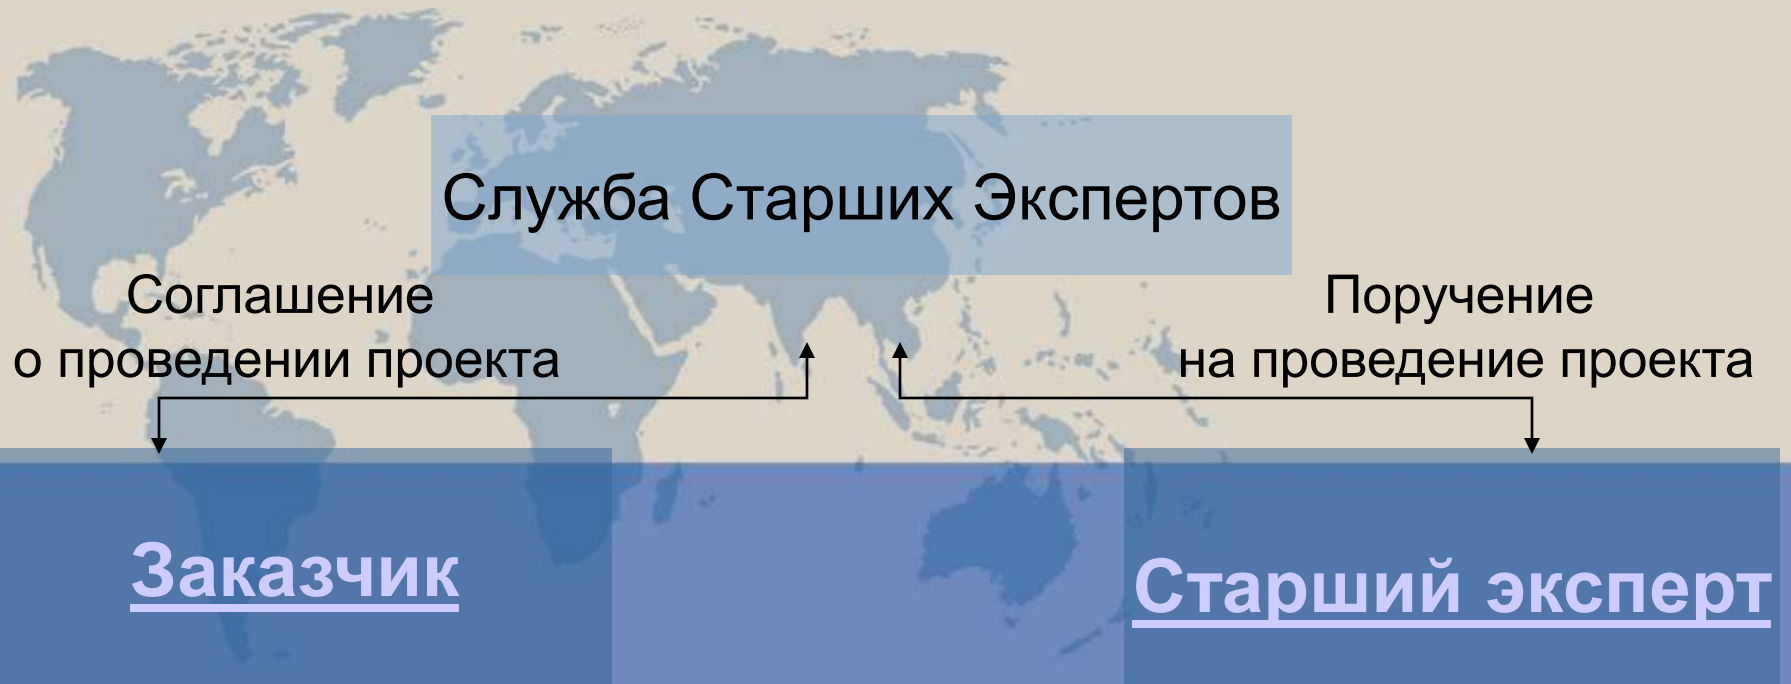 Служба Старших Экспертов
Соглашение
о проведении проекта
Поручение
на проведение проекта
Заказчик
Старший эксперт